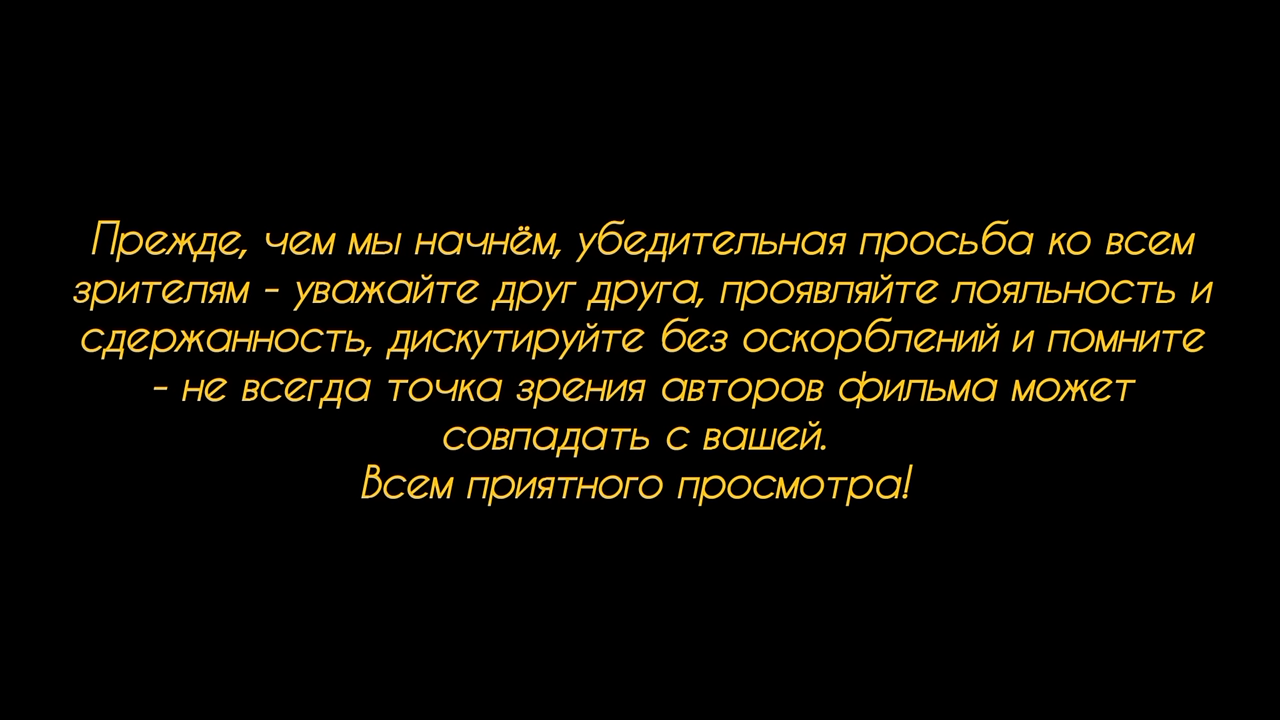 Прежде, чем мы начнём, убедительная просьба ко всем
зрителям - уважайте друг друга, проявляйте лояльность и
сдержанность, дискутируйте без оскорблений и помните
- не всегда точка зрения авторов фильма может
совпадать с вашей.
Всем приятного просмотра!